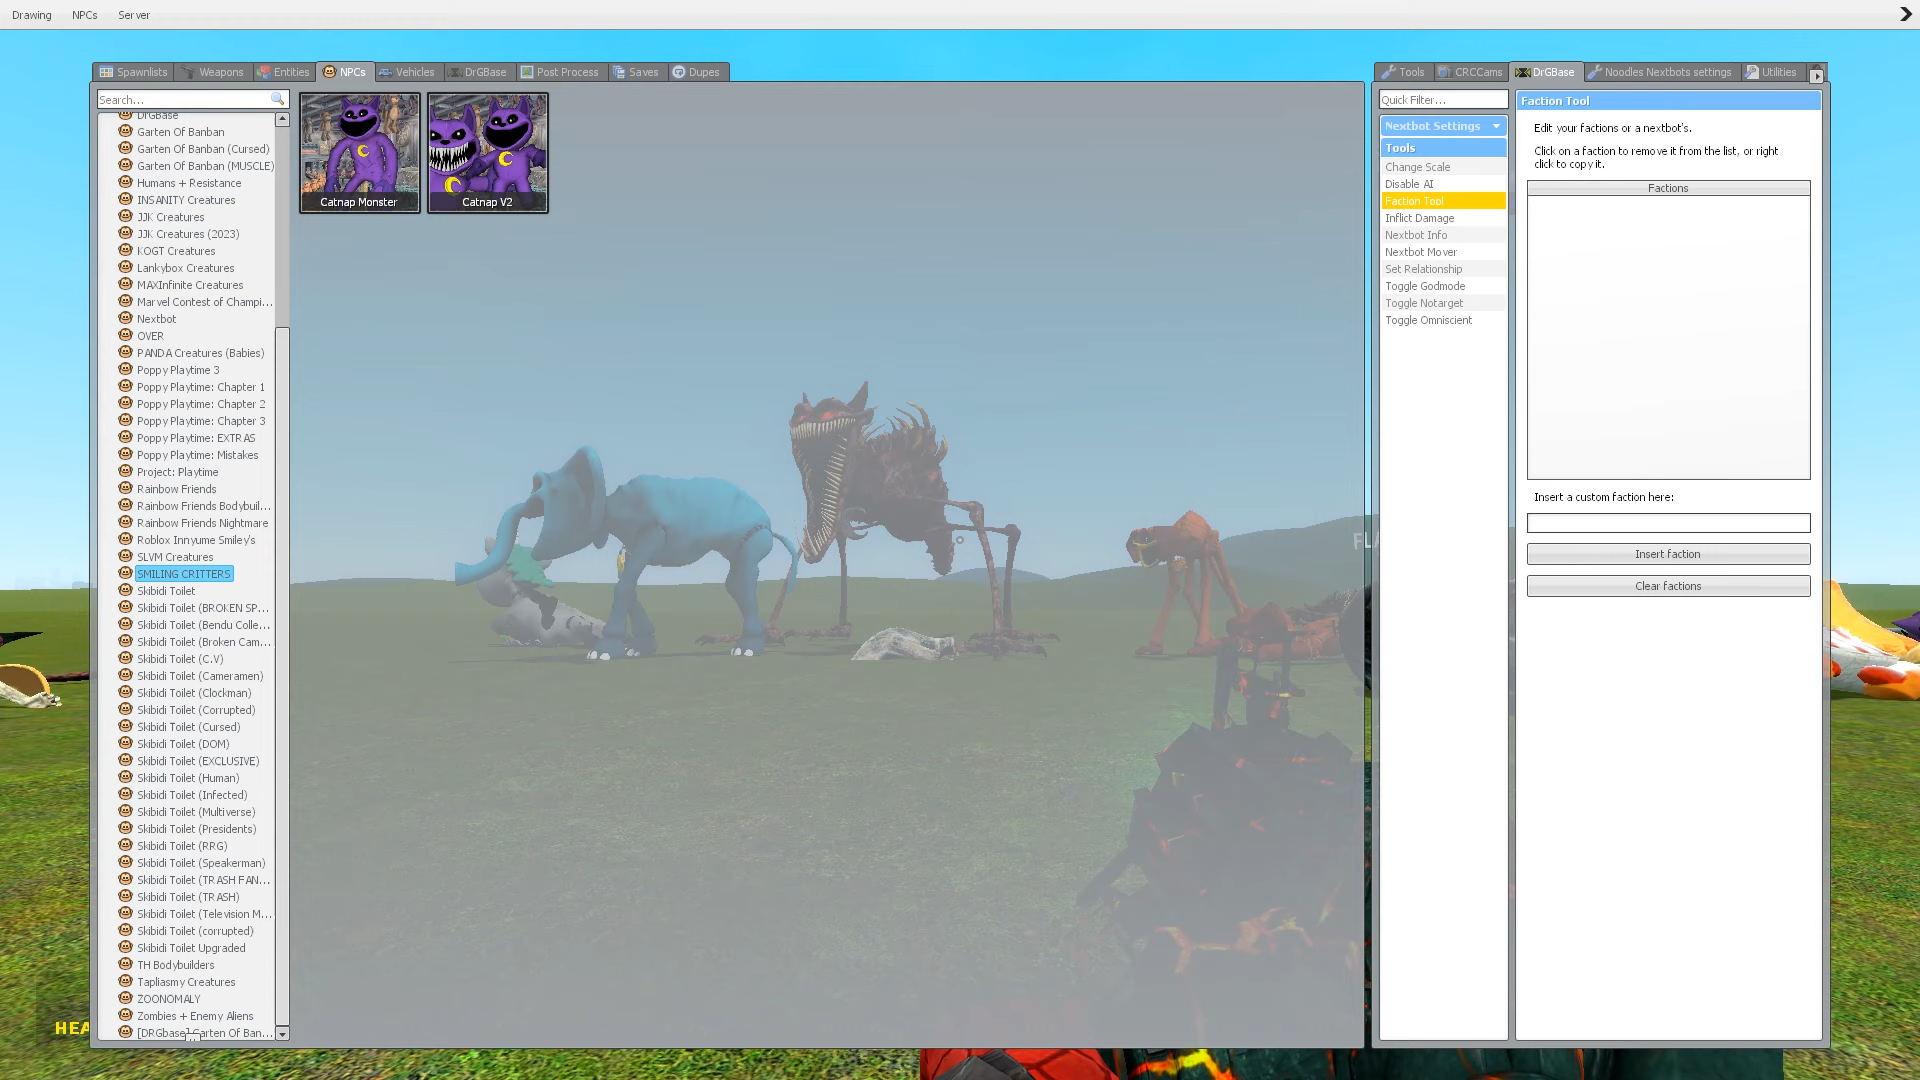 Drawing NPCs Server
Spawnlists Weapons Entities NPCs Vehicles DrGBase Post Process Saves Dupes
Search...
DrGBase
Garten Of Banban
Garten Of Banban (Cursed)
Garten Of Banban (MUSCLE)
Humans + Resistance
INSANITY Creatures
JJK Creatures
JJK Creatures (2023)
KOGT Creatures
Lankybox Creatures
MAXInfinite Creatures
Marvel Contest of Champi...
Nextbot
OVER
PANDA Creatures (Babies)
Poppy Playtime 3
Poppy Playtime: Chapter 1
Poppy Playtime: Chapter 2
Poppy Playtime: Chapter 3
Poppy Playtime: EXTRAS
Poppy Playtime: Mistakes
Project: Playtime
Rainbow Friends
Rainbow Friends Bodybuil...
Rainbow Friends Nightmare
Roblox Innyume Smiley's
SLVM Creatures
SMILING CRITTERS
Skibidi Toilet
Skibidi Toilet (BROKEN SP...
Skibidi Toilet (Bendu Colle...
Skibidi Toilet (Broken Cam...
Skibidi Toilet (C.V)
Skibidi Toilet (Cameramen)
Skibidi Toilet (Clockman)
Skibidi Toilet (Corrupted)
Skibidi Toilet (Cursed)
Skibidi Toilet (DOM)
Skibidi Toilet (EXCLUSIVE)
Skibidi Toilet (Human)
Skibidi Toilet (Infected)
Skibidi Toilet (Multiverse)
Skibidi Toilet (Presidents)
Skibidi Toilet (RRG)
Skibidi Toilet (Speakerman)
Skibidi Toilet (TRASH FAN...
Skibidi Toilet (TRASH)
Skibidi Toilet (Television M...
Skibidi Toilet (corrupted)
Skibidi Toilet Upgraded
TH Bodybuilders
Tapliasmy Creatures
ZOONOMALY
Zombies + Enemy Aliens
[DRGbase] Garten Of Ban...
HEA
Catnap Monster
Catnap V2
FLA
Tools CRCCams DrGBase Noodles Nextbots settings Utilities
Quick Filter...
Nextbot Settings
Tools
Change Scale
Disable AI
Faction Tool
Inflict Damage
Nextbot Info
Nextbot Mover
Set Relationship
Toggle Godmode
Toggle Notarget
Toggle Omniscient
Faction Tool
Edit your factions or a nextbot's.
Click on a faction to remove it from the list, or right
click to copy it.
Factions
Insert a custom faction here:
Insert faction
Clear factions